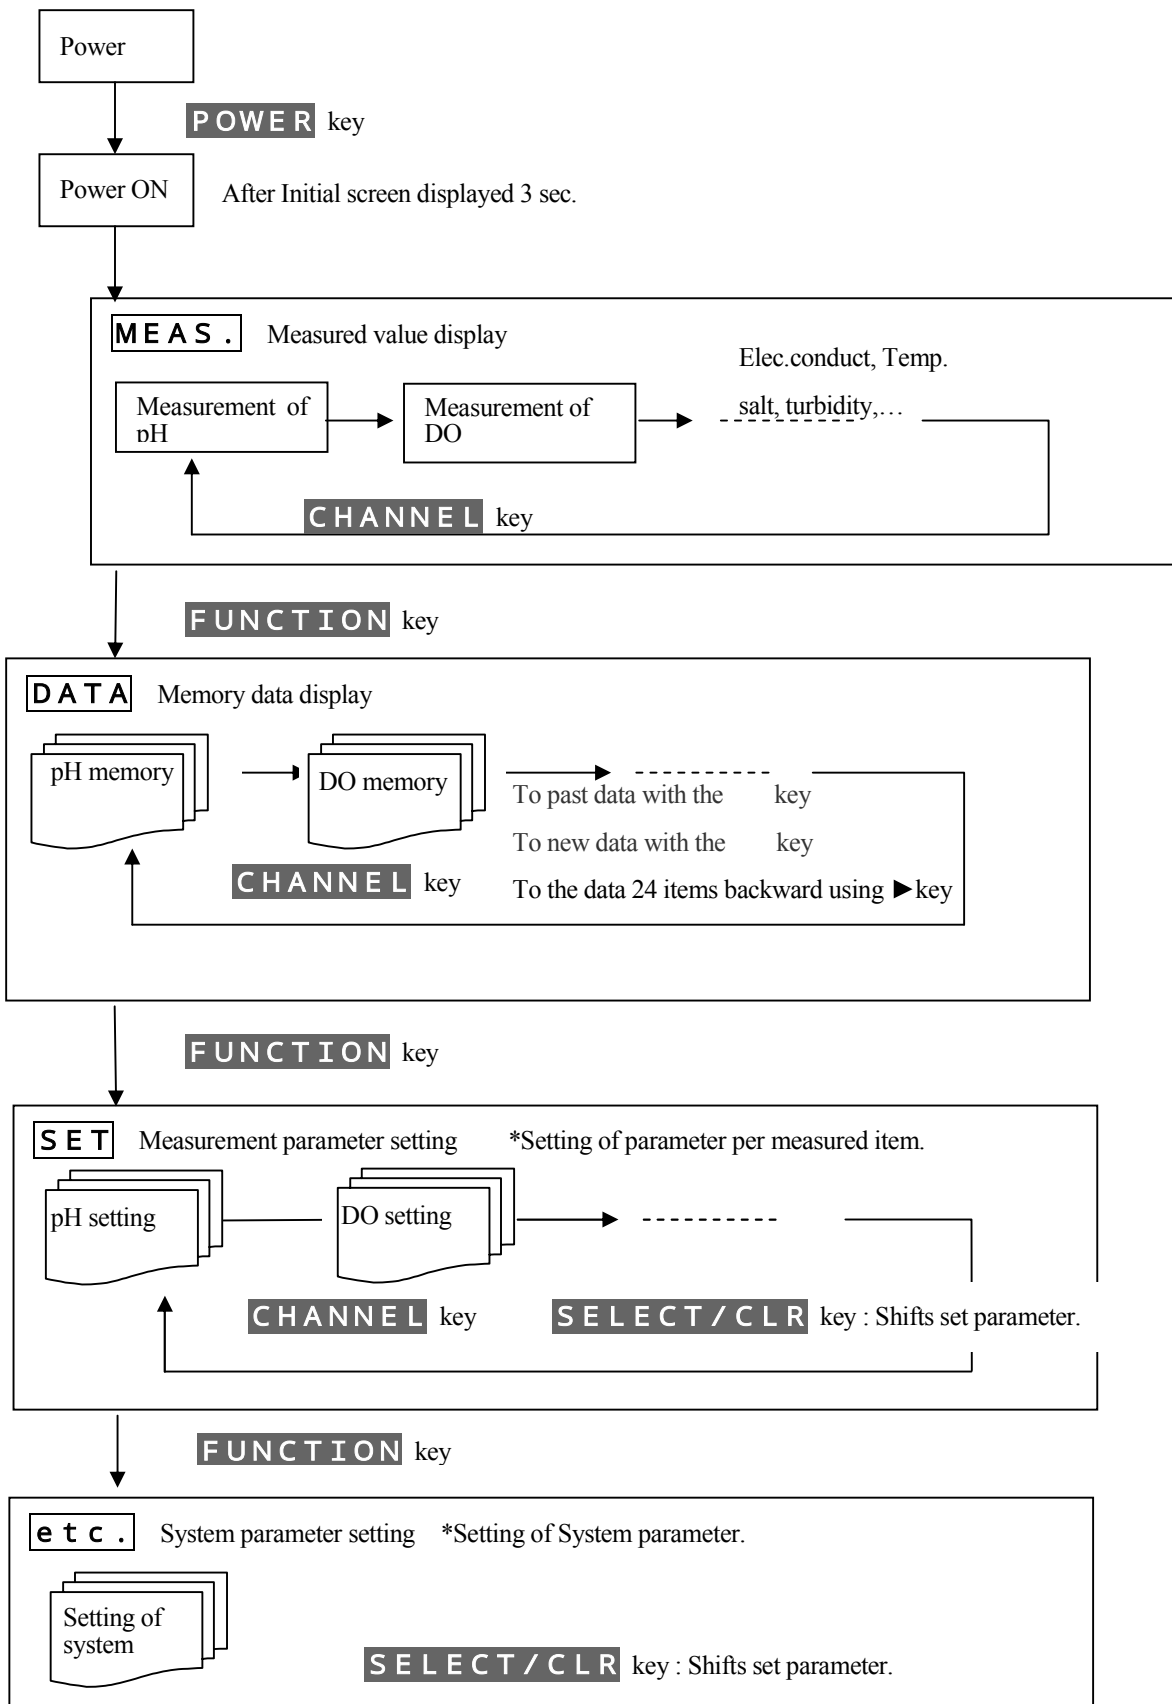 Power
POWER key
Power ON
After Initial screen displayed 3 sec.
MEAS. Measured value display
Elec.conduct, Temp.
salt, turbidity,…
Measurement of
pH
Measurement of
DO
CHANNEL key
FUNCTION key
DATA Memory data display
pH memory
DO memory
To past data with the key
To new data with the key
To the data 24 items backward using ►key
CHANNEL key
FUNCTION key
SET Measurement parameter setting *Setting of parameter per measured item.
pH setting
DO setting
CHANNEL key
SELECT/CLR key : Shifts set parameter.
FUNCTION key
etc. System parameter setting *Setting of System parameter.
Setting of
system
SELECT/CLR key : Shifts set parameter.